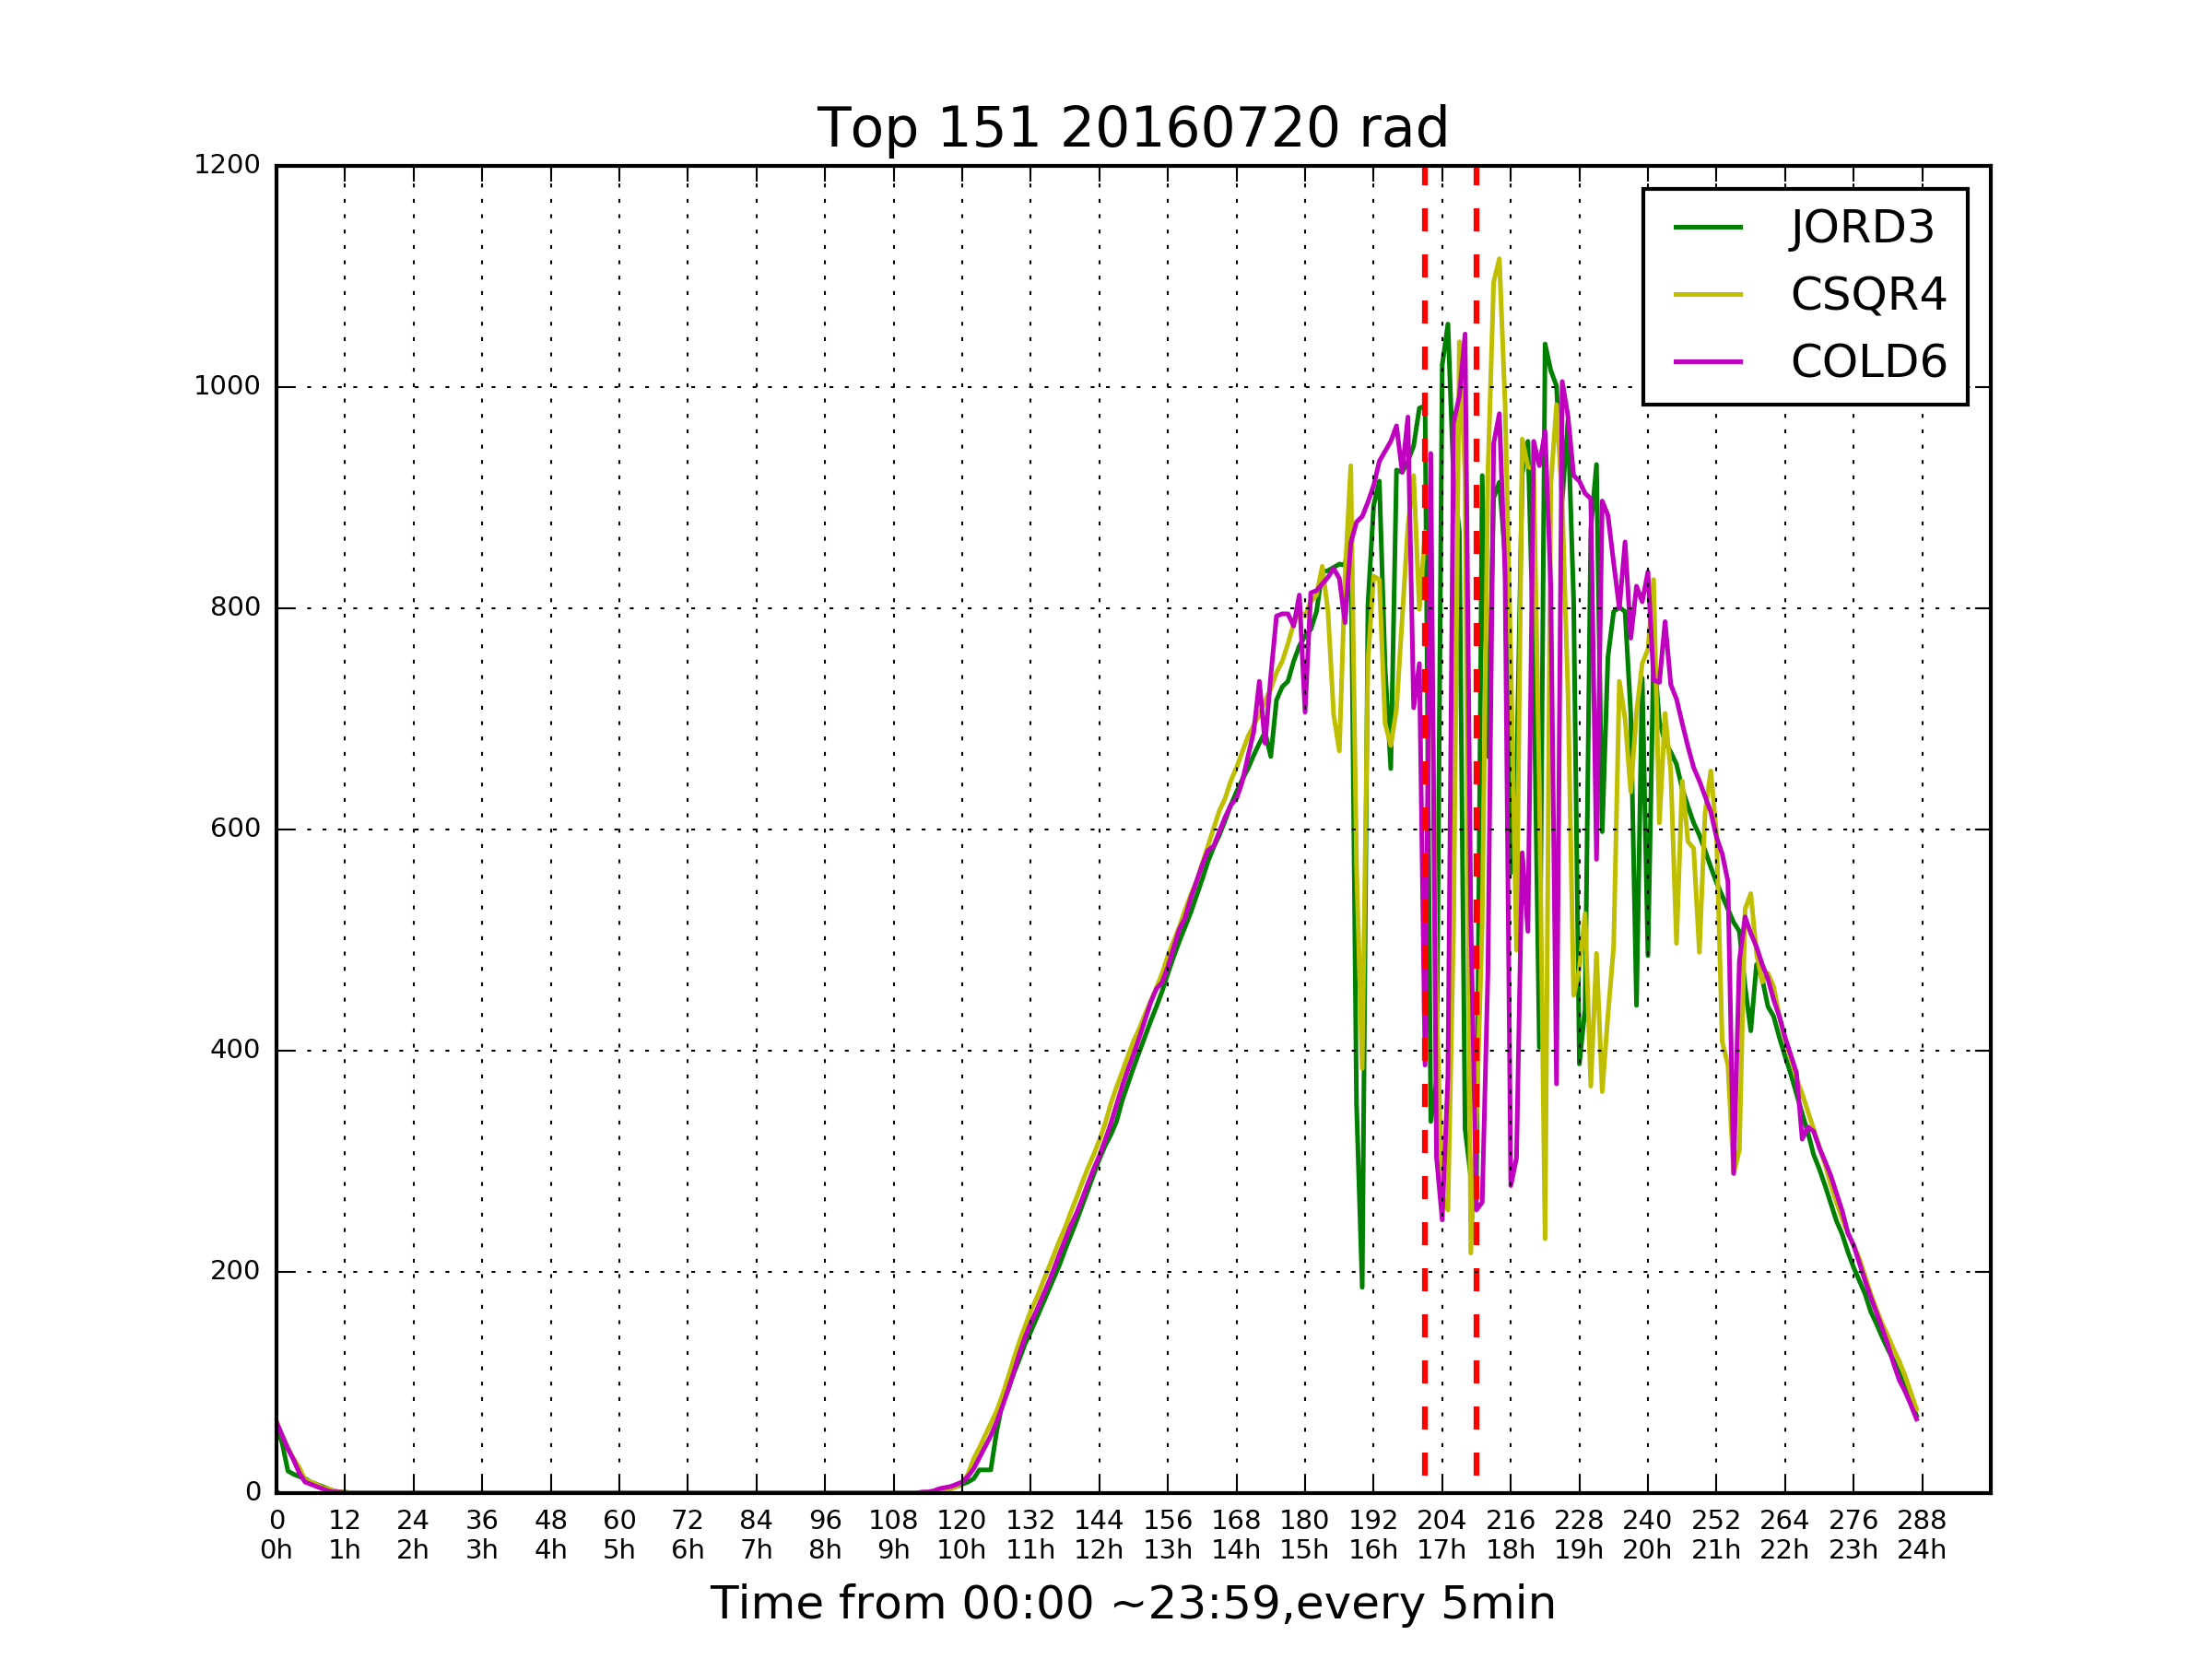 Top 151 20160720 rad
1200
1000
800
600
400
200
0
JORD3
CSQR4
COLD6
0 12 24 36 48 60 72 84 96 108 120 132 144 156 168 180 192 204 216 228 240 252 264 276 288
0h 1h 2h 3h 4h 5h 6h 7h 8h 9h 10h 11h 12h 13h 14h 15h 16h 17h 18h 19h 20h 21h 22h 23h 24h
Time from 00:00 ~23:59,every 5min